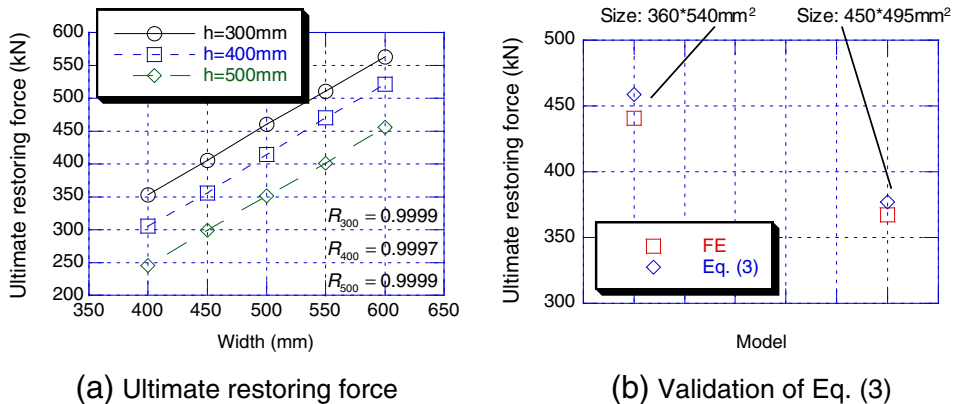 h=300mm
h=400mm
h=500mm
Ultimate restoring force (kN)
600
550
500
450
400
350
300
250
200
R300 = 0.9999
R400 = 0.9997
R500 = 0.9999
350 400 450 500 550 600 650
Width (mm)
(a) Ultimate restoring force
Size: 360*540mm²
Size: 450*495mm²
Ultimate restoring force (kN)
500
450
400
350
300
FE
Eq. (3)
Model
(b) Validation of Eq. (3)